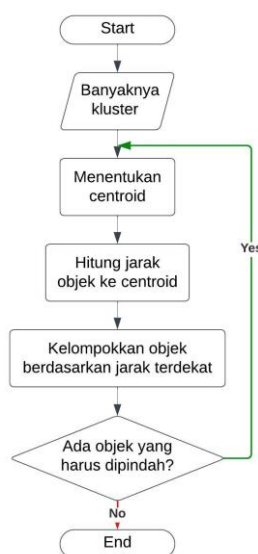 Start
Banyaknya
kluster
Menentukan
centroid
Hitung jarak
objek ke centroid
Kelompokkan objek
berdasarkan jarak terdekat
Ada objek yang
harus dipindah?
Yes
No
End